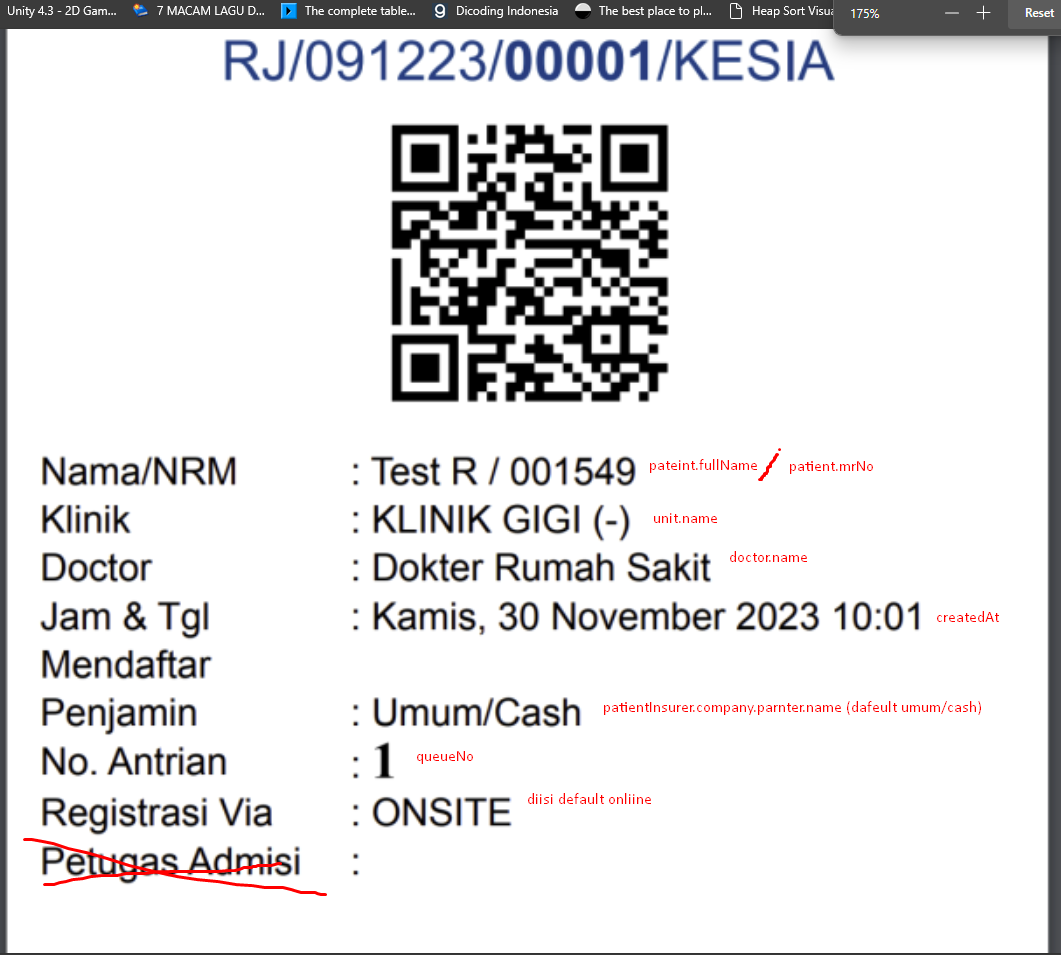 Unity 4.3 - 2D Gam... 7 MACAM LAGU D... The complete table... Dicoding Indonesia The best place to pl... Heap Sort Visua 175% Reset
RJ/091223/00001/KESIA
Nama/NRM : Test R / 001549 pateint.fullName / patient.mrNo
Klinik : KLINIK GIGI (-) unit.name
Doctor : Dokter Rumah Sakit doctor.name
Jam & Tgl : Kamis, 30 November 2023 10:01 createdAt
Mendaftar
Penjamin : Umum/Cash patientInsurer.company.parnter.name (dafeult umum/cash)
No. Antrian : 1 queueNo
Registrasi Via : ONSITE diisi default onliine
Petugas Admisi :